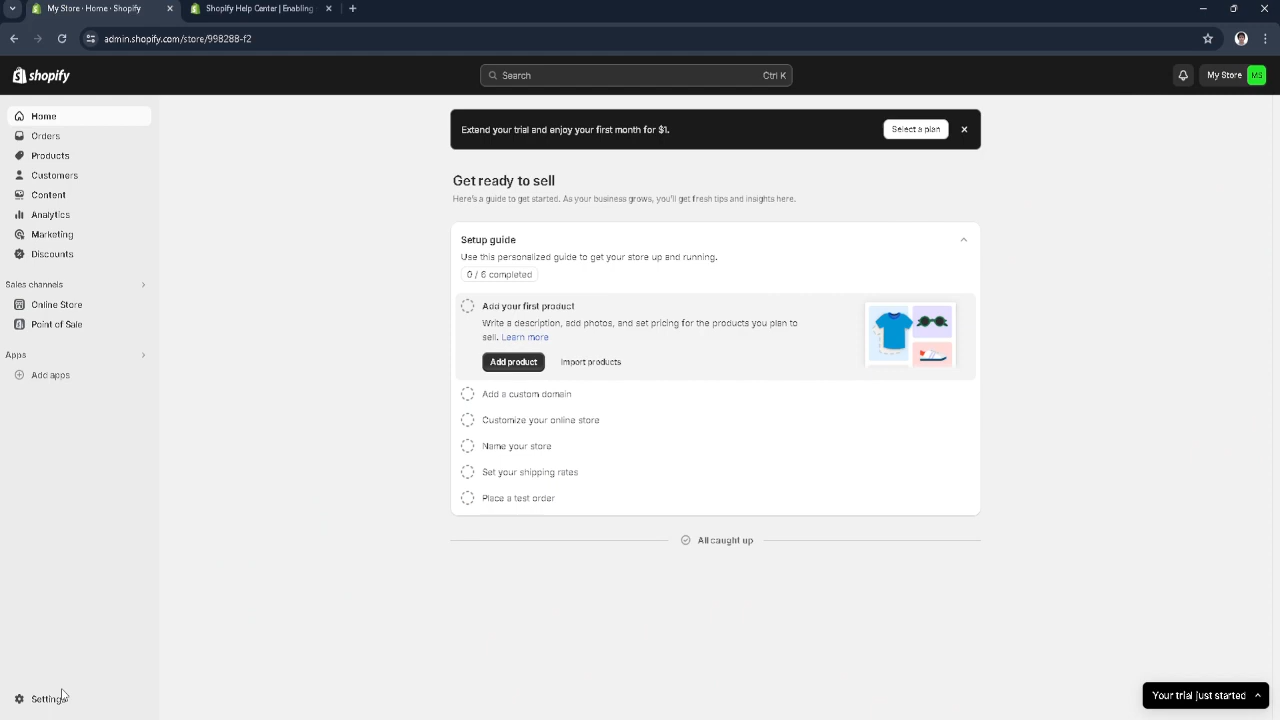 My Store · Home · Shopify
Shopify Help Center | Enabling
admin.shopify.com/store/998288-f2
shopify
Search
Ctrl K
My Store
MS
Home
Orders
Products
Customers
Content
Analytics
Marketing
Discounts
Sales channels
Online Store
Point of Sale
Apps
Add apps
Settings
Extend your trial and enjoy your first month for $1.
Select a plan
Get ready to sell
Here's a guide to get started. As your business grows, you'll get fresh tips and insights here.
Setup guide
Use this personalized guide to get your store up and running.
0 / 6 completed
Add your first product
Write a description, add photos, and set pricing for the products you plan to
sell. Learn more
Add product
Import products
Add a custom domain
Customize your online store
Name your store
Set your shipping rates
Place a test order
All caught up
Your trial just started